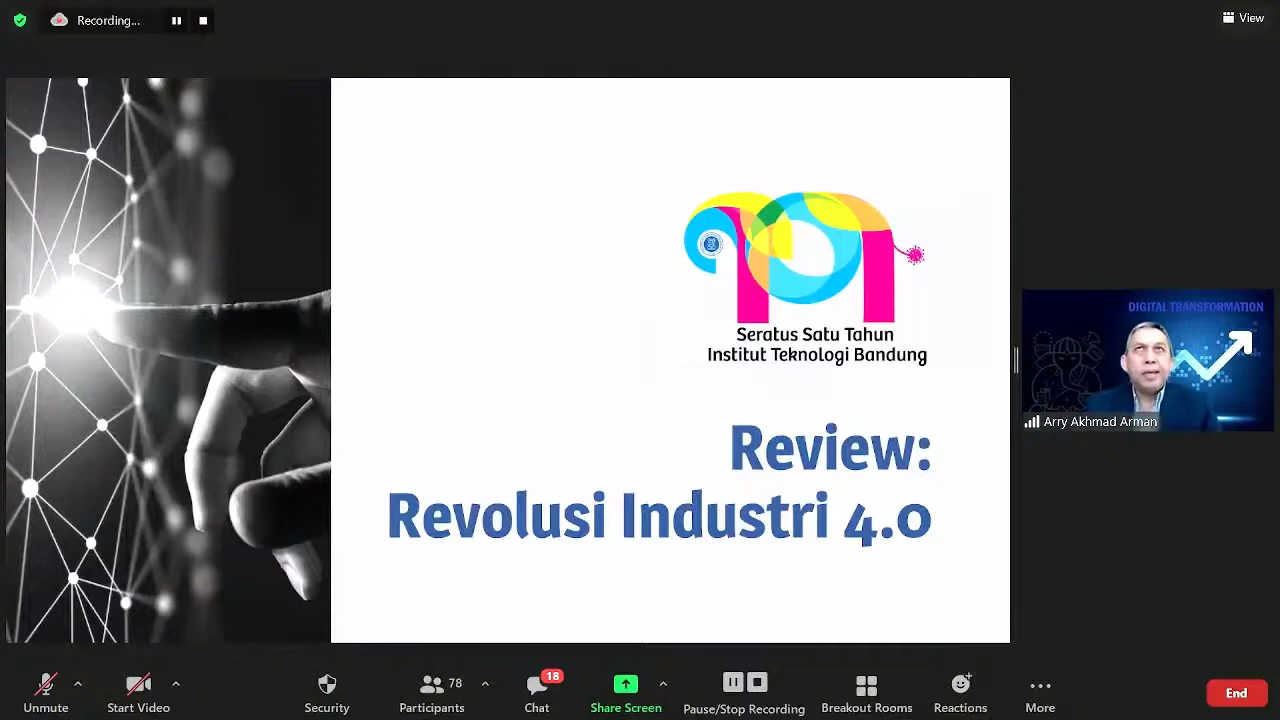 Recording...
View
Seratus Satu Tahun
Institut Teknologi Bandung
Review:
Revolusi Industri 4.0
DIGITAL TRANSFORMATION
Arry Akhmad Arman
Unmute
Start Video
Security
78
Participants
18
Chat
Share Screen
Pause/Stop Recording
Breakout Rooms
Reactions
More
End